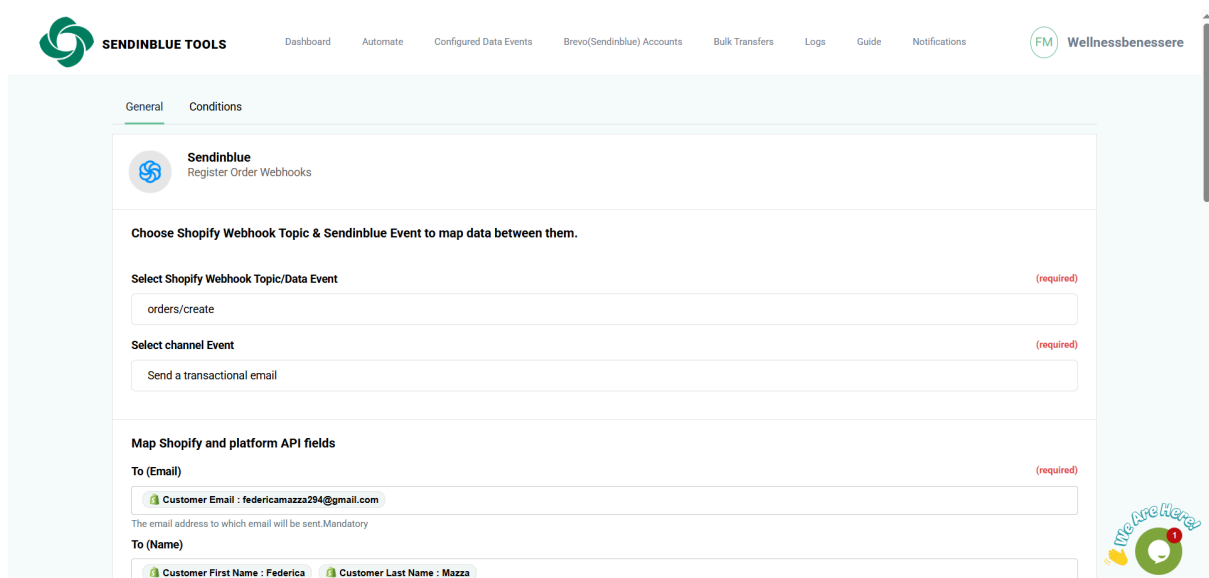 SENDINBLUE TOOLS
Dashboard Automate Configured Data Events Brevo(Sendinblue) Accounts Bulk Transfers Logs Guide Notifications
FM Wellnessbenessere
General Conditions
Sendinblue
Register Order Webhooks
Choose Shopify Webhook Topic & Sendinblue Event to map data between them.
Select Shopify Webhook Topic/Data Event (required)
orders/create
Select channel Event (required)
Send a transactional email
Map Shopify and platform API fields
To (Email) (required)
Customer Email : federicamazza294@gmail.com
The email address to which email will be sent.Mandatory
To (Name)
Customer First Name : Federica Customer Last Name : Mazza
We Are Here!
1